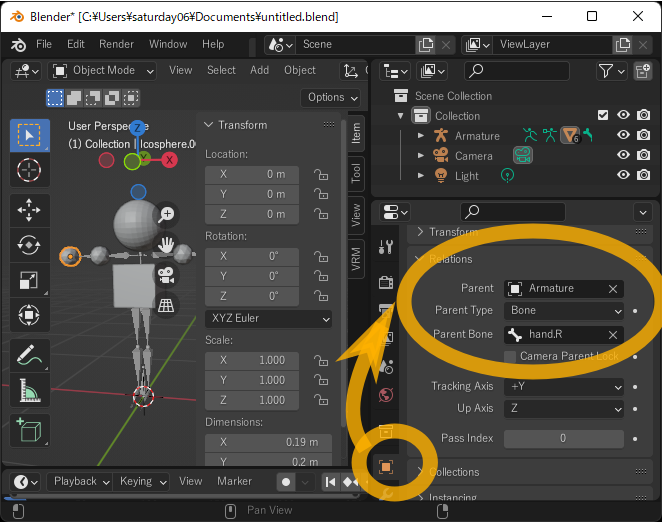 Blender* [C:¥Users¥saturday06¥Documents¥untitled.blend]
File Edit Render Window Help
Scene
ViewLayer
Object Mode
View Select Add Object
Options
User Perspective
(1) Collection | Icosphere.00
Z
Y
X
Transform
Location:
X 0 m
Y 0 m
Z 0 m
Rotation:
X 0°
Y 0°
Z 0°
XYZ Euler
Scale:
X 1.000
Y 1.000
Z 1.000
Dimensions:
X 0.19 m
Y 0.2 m
Item
Tool
View
VRM
Scene Collection
Collection
Armature
6
Camera
Light
Transform
Relations
Parent Armature
Parent Type Bone
Parent Bone hand.R
Camera Parent Lock
Tracking Axis +Y
Up Axis Z
Pass Index 0
Collections
Instancing
Playback Keying View Marker
Pan View